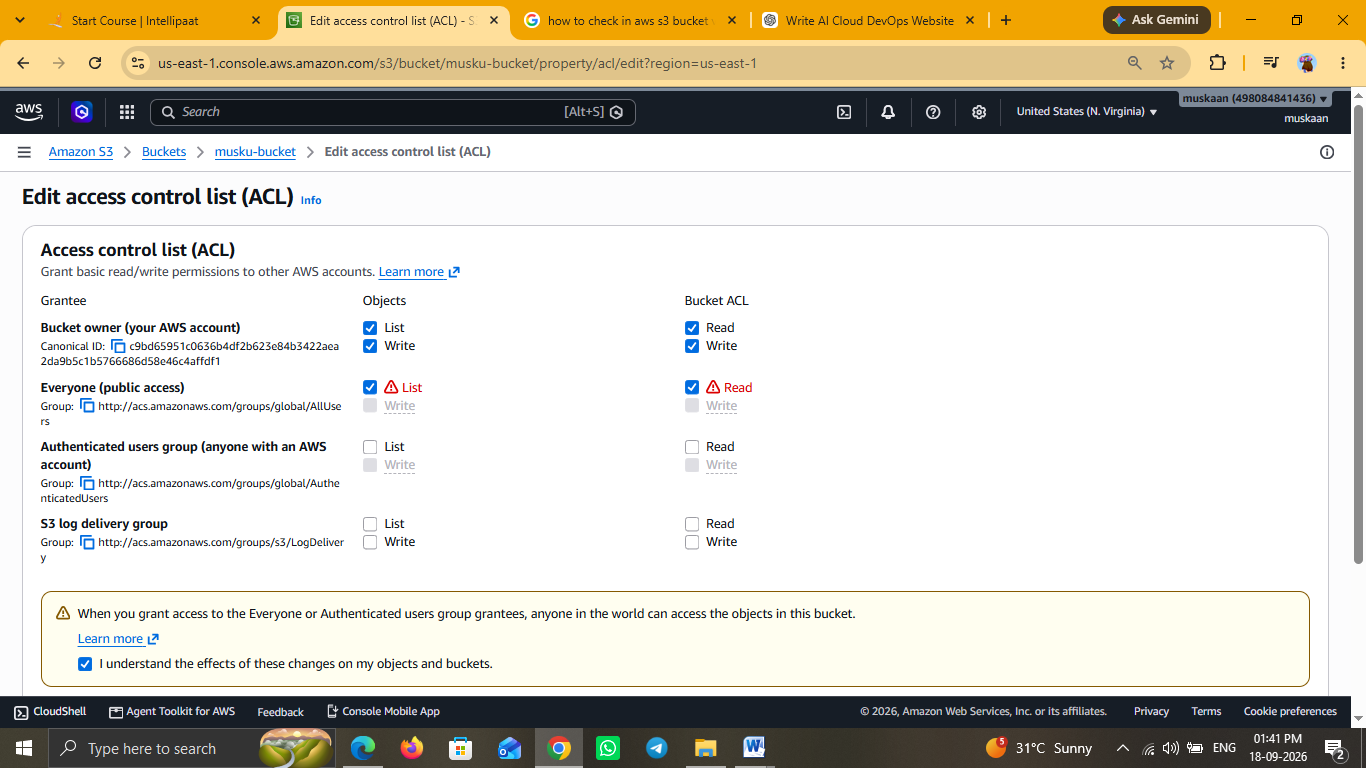 Start Course | Intellipaat
Edit access control list (ACL) - S
how to check in aws s3 bucket
Write AI Cloud DevOps Website
Ask Gemini
us-east-1.console.aws.amazon.com/s3/bucket/musku-bucket/property/acl/edit?region=us-east-1
aws
Search
[Alt+S]
United States (N. Virginia)
muskaan (498084841436)
muskaan
Amazon S3
Buckets
musku-bucket
Edit access control list (ACL)
Edit access control list (ACL) Info
Access control list (ACL)
Grant basic read/write permissions to other AWS accounts. Learn more
Grantee Objects Bucket ACL
Bucket owner (your AWS account) List Read
Canonical ID: c9bd65951c0636b4df2b623e84b3422aea Write Write
2da9b5c1b5766686d58e46c4affdf1
Everyone (public access) List Read
Group: http://acs.amazonaws.com/groups/global/AllUse Write Write
rs
Authenticated users group (anyone with an AWS List Read
account) Write Write
Group: http://acs.amazonaws.com/groups/global/Authe
nticatedUsers
S3 log delivery group List Read
Group: http://acs.amazonaws.com/groups/s3/LogDeliver Write Write
y
When you grant access to the Everyone or Authenticated users group grantees, anyone in the world can access the objects in this bucket.
Learn more
I understand the effects of these changes on my objects and buckets.
CloudShell Agent Toolkit for AWS Feedback Console Mobile App © 2026, Amazon Web Services, Inc. or its affiliates. Privacy Terms Cookie preferences
Type here to search
5
31°C Sunny
ENG
01:41 PM
18-09-2026
2